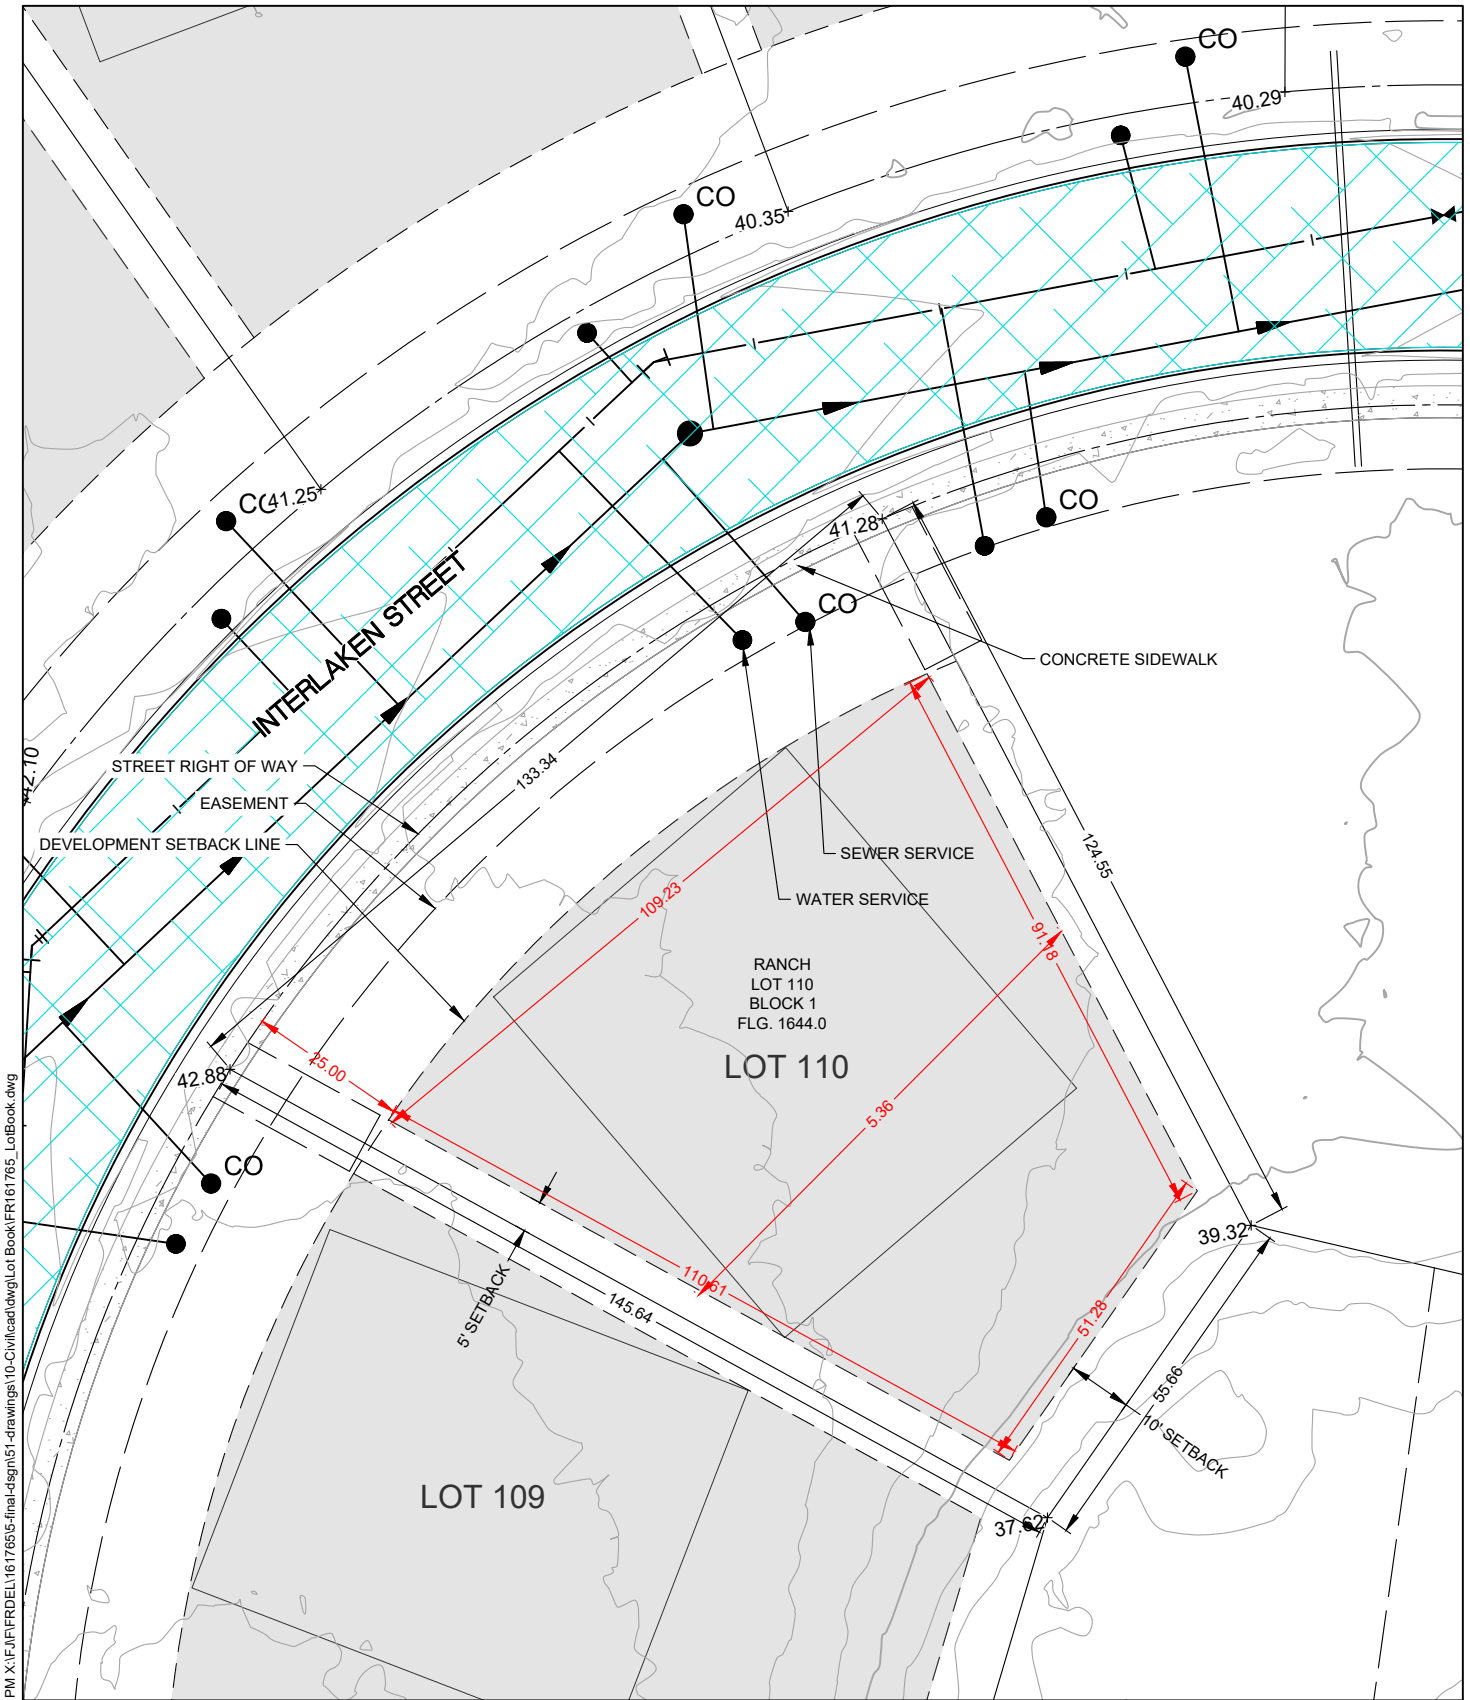 CO
40.29
CO
40.35
CO
41.25
41.28
INTERLAKEN STREET
CO
CONCRETE SIDEWALK
42.10
STREET RIGHT OF WAY
133.34
EASEMENT
DEVELOPMENT SETBACK LINE
SEWER SERVICE
124.55
WATER SERVICE
109.23
91.18
RANCH
LOT 110
BLOCK 1
FLG. 1644.0
LOT 110
25.00
42.88
5.36
CO
39.32
110.61
145.64
5' SETBACK
51.28
55.66
10' SETBACK
LOT 109
37.62
PM X:\FJ\F\FRDEL\161765\5-final-dsgn\51-drawings\10-Civil\cad\dwg\Lot Book\FR161765_LotBook.dwg